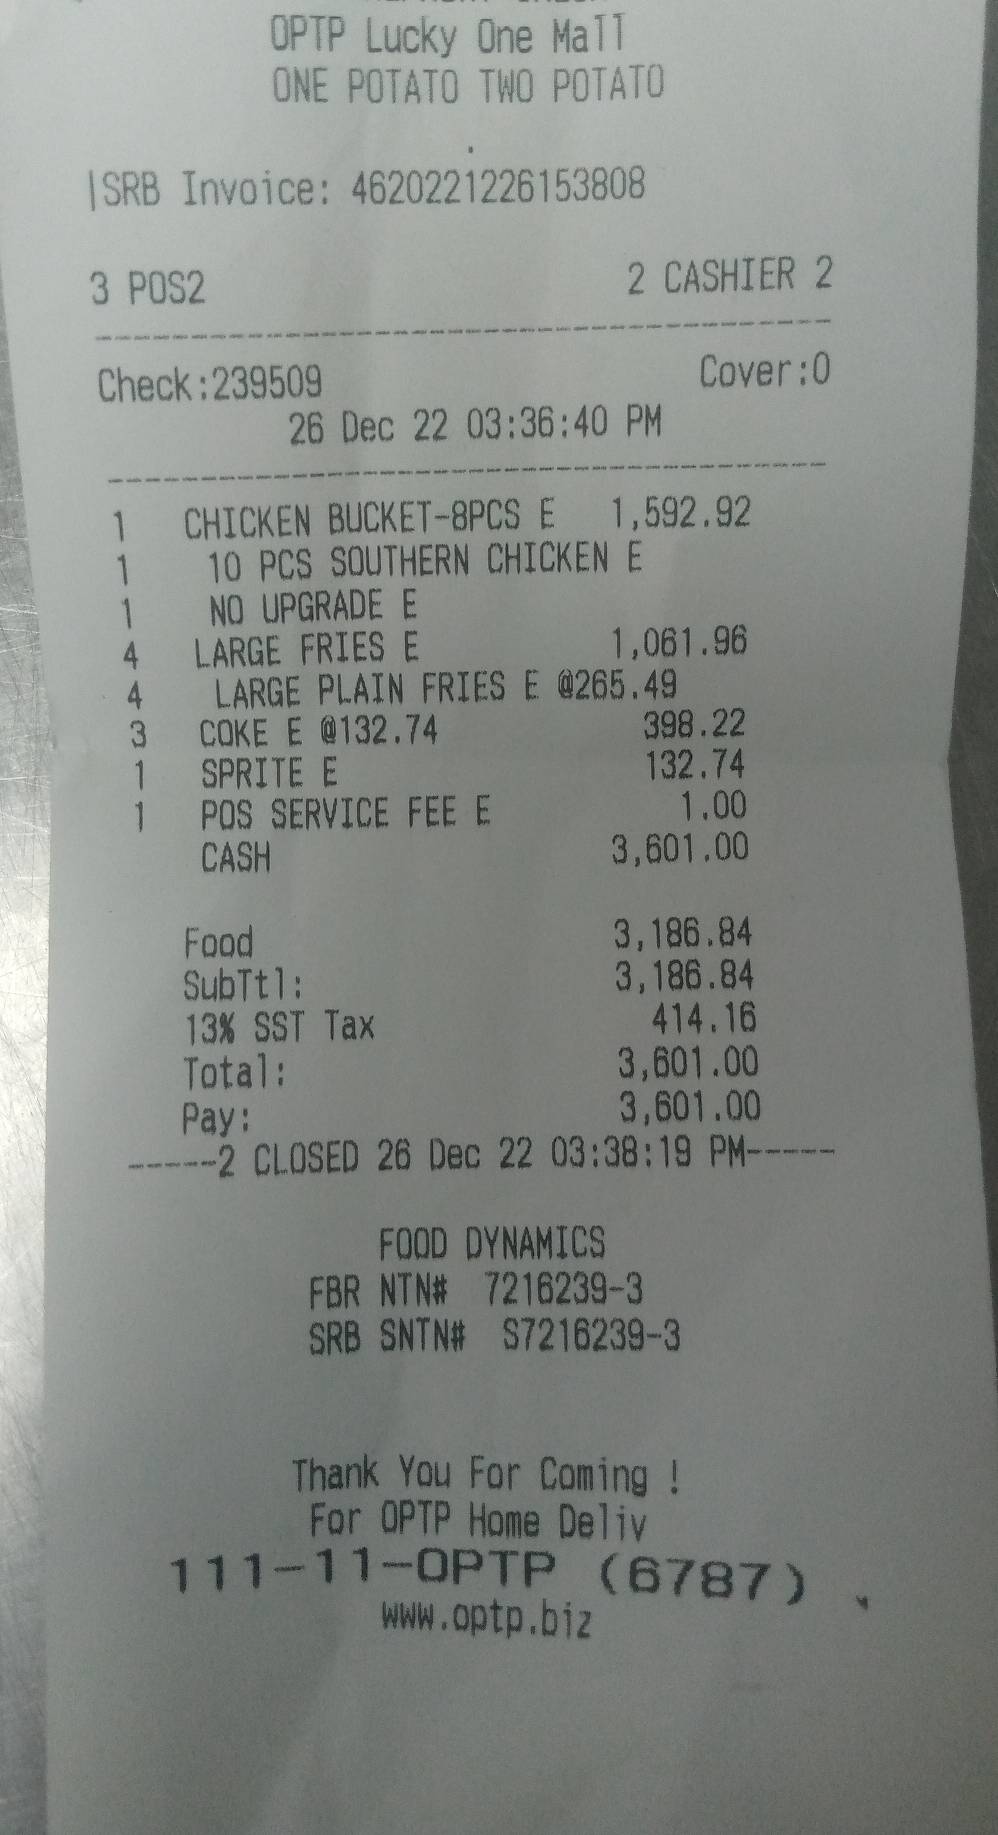 OPTP Lucky One Mall
ONE POTATO TWO POTATO
|SRB Invoice: 4620221226153808
3 POS2 2 CASHIER 2
Check:239509 Cover:0
26 Dec 22 03:36:40 PM
1 CHICKEN BUCKET-8PCS E 1,592.92
1 10 PCS SOUTHERN CHICKEN E
1 NO UPGRADE E
4 LARGE FRIES E 1,061.96
4 LARGE PLAIN FRIES E @265.49
3 COKE E @132.74 398.22
1 SPRITE E 132.74
1 POS SERVICE FEE E 1.00
CASH 3,601.00
Food 3,186.84
SubTtl: 3,186.84
13% SST Tax 414.16
Total: 3,601.00
Pay: 3,601.00
-----2 CLOSED 26 Dec 22 03:38:19 PM-----
FOOD DYNAMICS
FBR NTN# 7216239-3
SRB SNTN# S7216239-3
Thank You For Coming !
For OPTP Home Deliv
111-11-OPTP (6787)
www.optp.biz